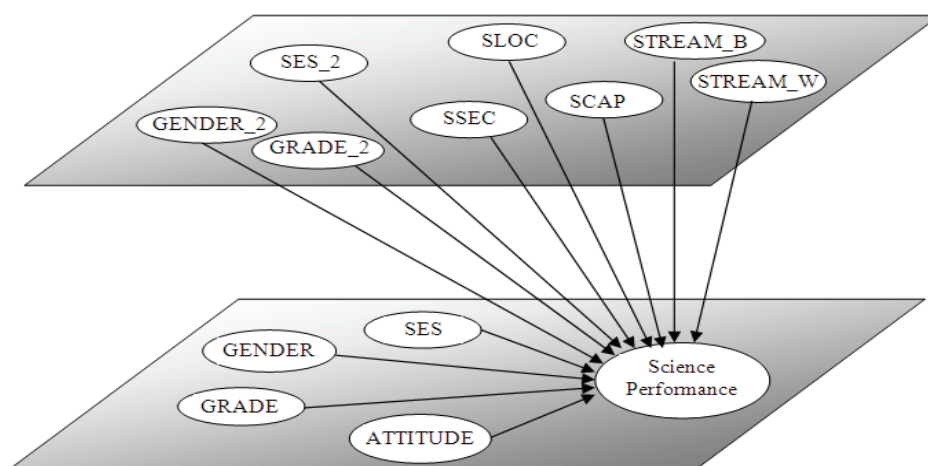 SLOC
STREAM_B
SES_2
STREAM_W
SCAP
GENDER_2
SSEC
GRADE_2
SES
GENDER
Science
Performance
GRADE
ATTITUDE